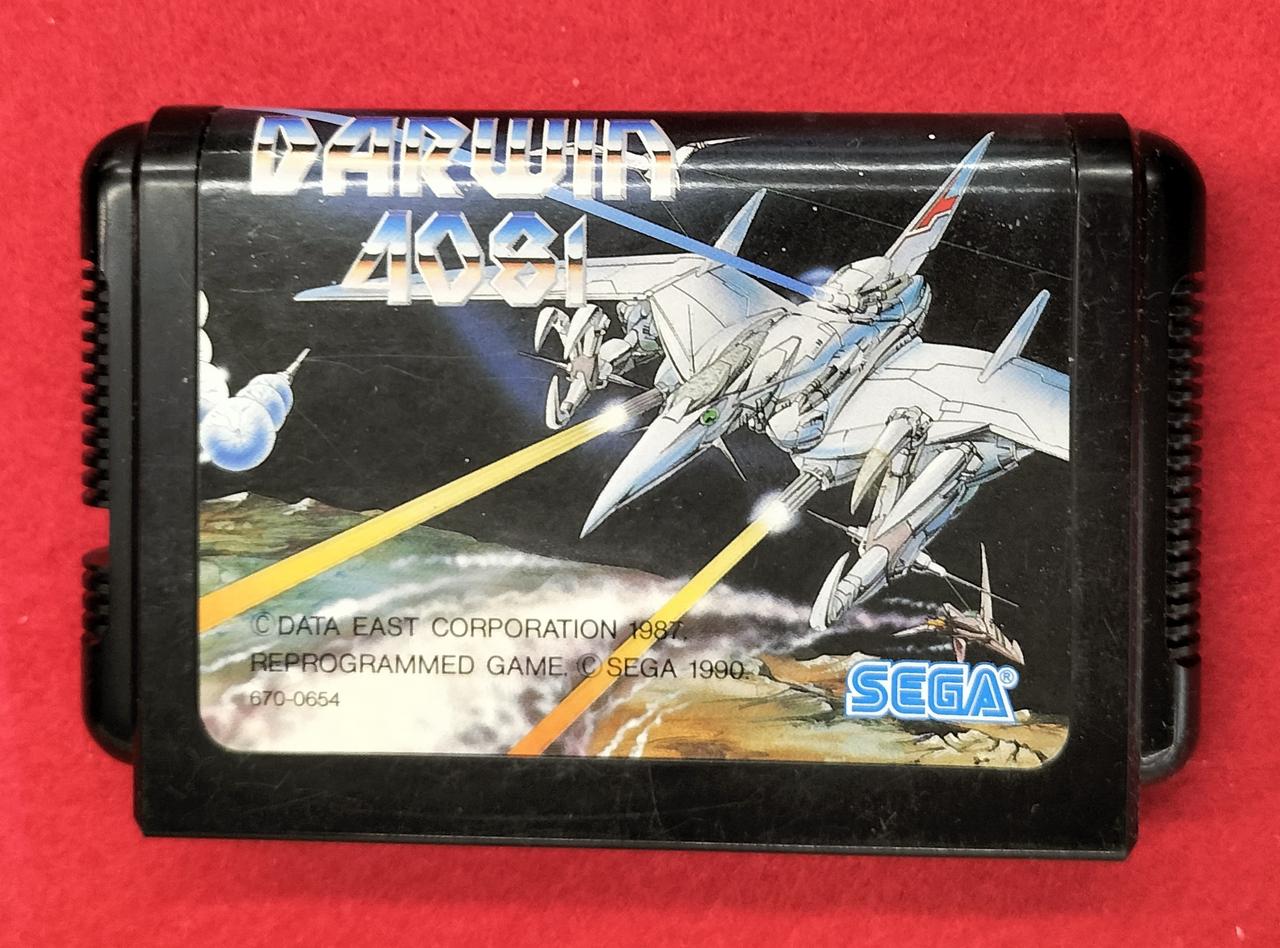 DARWIN
4081
©DATA EAST CORPORATION 1987.
REPROGRAMMED GAME. ©SEGA 1990.
670-0654
SEGA®